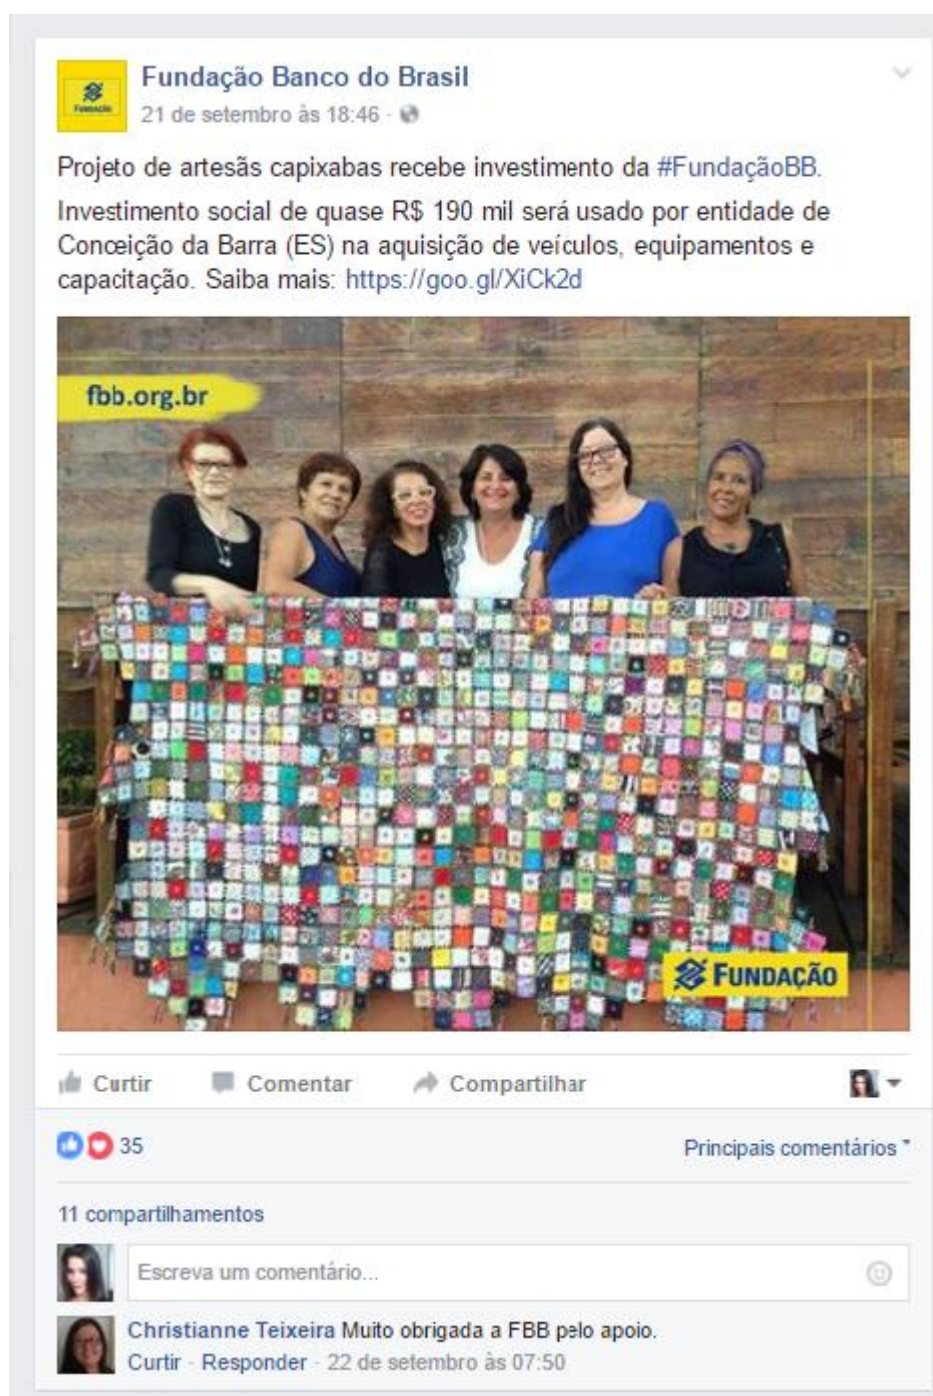 Fundação Banco do Brasil
Fundação
21 de setembro às 18:46 ·
Projeto de artesãs capixabas recebe investimento da #FundaçãoBB.
Investimento social de quase R$ 190 mil será usado por entidade de
Conceição da Barra (ES) na aquisição de veículos, equipamentos e
capacitação. Saiba mais: https://goo.gl/XiCk2d
fbb.org.br
FUNDAÇÃO
Curtir Comentar Compartilhar
35 Principais comentários
11 compartilhamentos
Escreva um comentário...
Christianne Teixeira Muito obrigada a FBB pelo apoio.
Curtir · Responder · 22 de setembro às 07:50